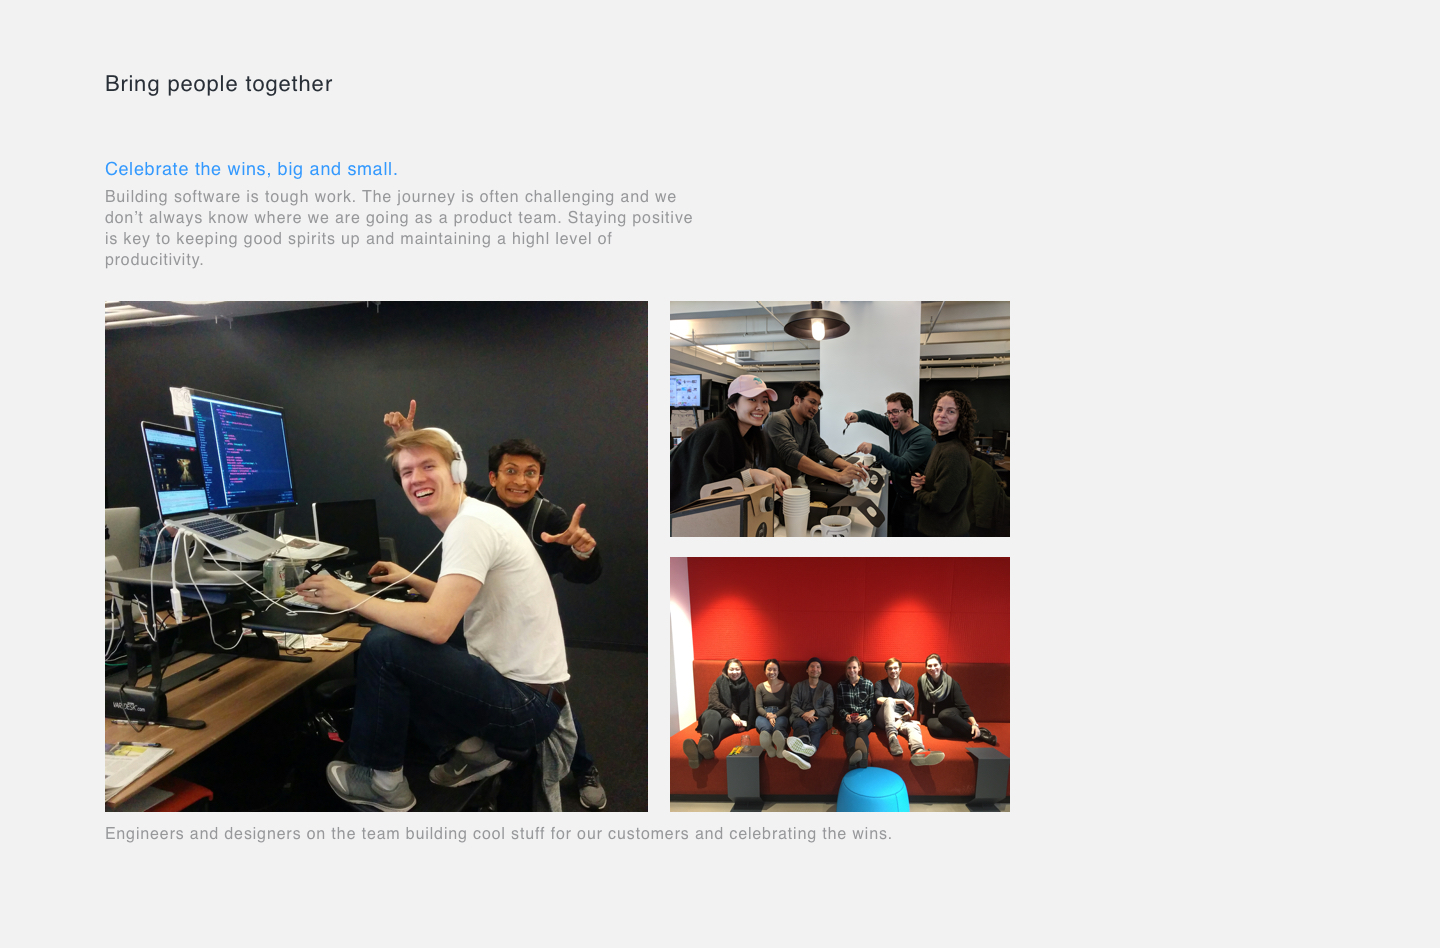 Bring people together
Celebrate the wins, big and small.
Building software is tough work. The journey is often challenging and we
don’t always know where we are going as a product team. Staying positive
is key to keeping good spirits up and maintaining a highl level of
producitivity.
VARIDESK.com
Engineers and designers on the team building cool stuff for our customers and celebrating the wins.